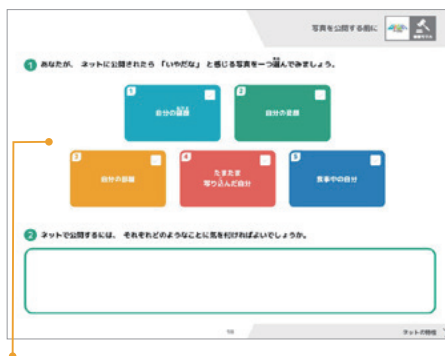 写真を公開する前に
1 あなたが、ネットに公開されたら「いやだな」と感じる写真を一つ選んでみましょう。
1
2
自分の
自分の
3
自分の部屋
4
たまたま
写り込んだ自分
5
食事中の自分
2 ネットで公開するには、それぞれどのようなことに気を付ければよいでしょうか。
ネットの特性